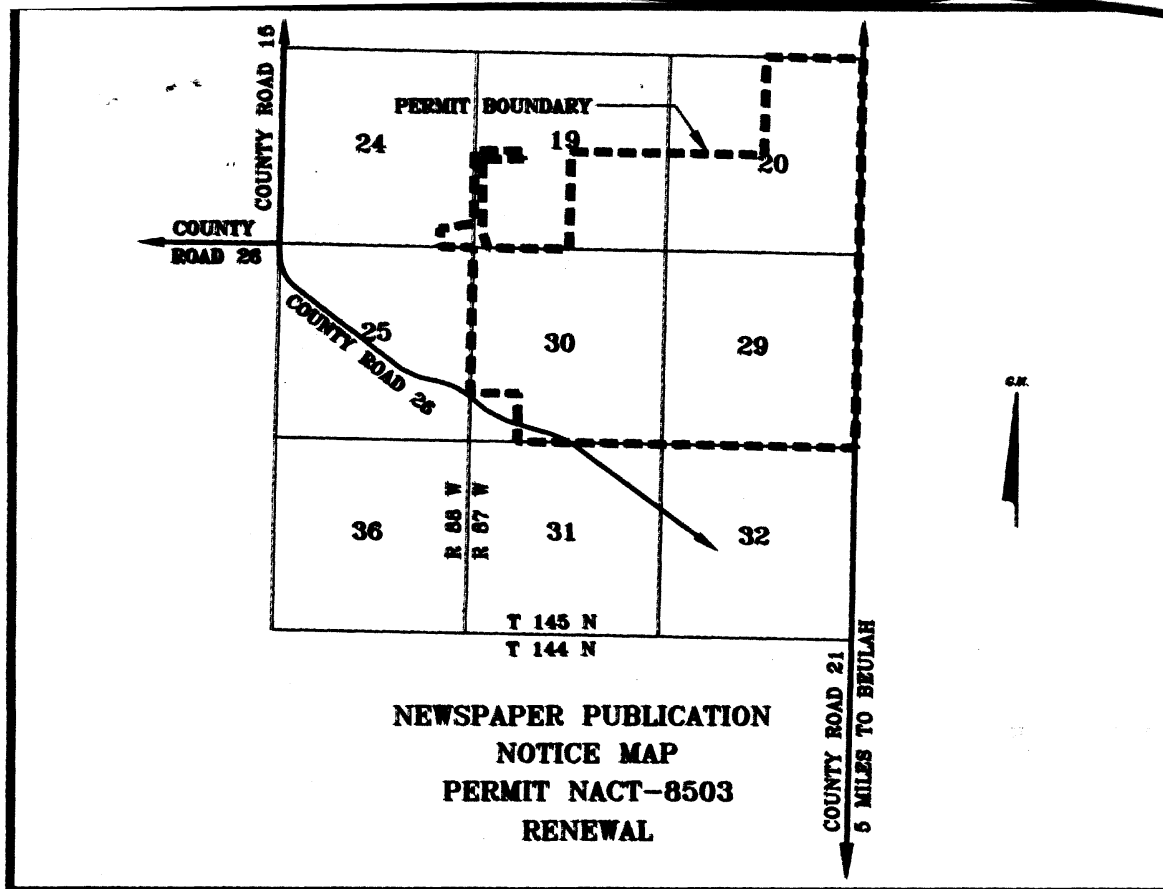 COUNTY ROAD 15
PERMIT BOUNDARY
24
19
20
COUNTY
ROAD 26
25
COUNTY ROAD 26
30
29
G.N.
R 88 W
R 87 W
36
31
32
T 145 N
T 144 N
COUNTY ROAD 21
5 MILES TO BEULAH
NEWSPAPER PUBLICATION
NOTICE MAP
PERMIT NACT-8503
RENEWAL